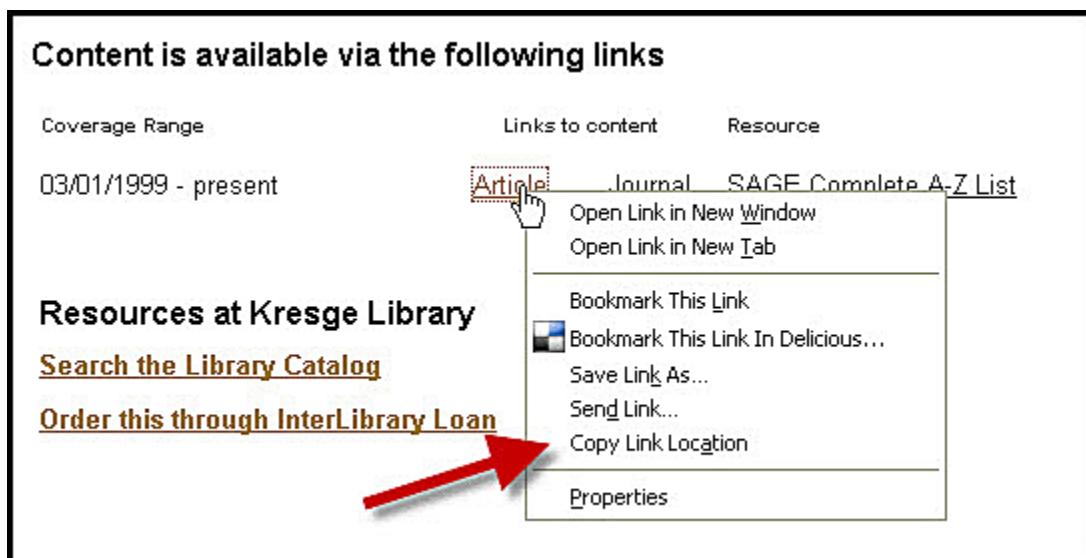 Content is available via the following links
Coverage Range Links to content Resource
03/01/1999 - present Article Journal SAGE Complete A-Z List
Open Link in New Window
Open Link in New Tab
Bookmark This Link
Resources at Kresge Library
Bookmark This Link In Delicious...
Search the Library Catalog
Save Link As...
Send Link...
Order this through InterLibrary Loan
Copy Link Location
Properties